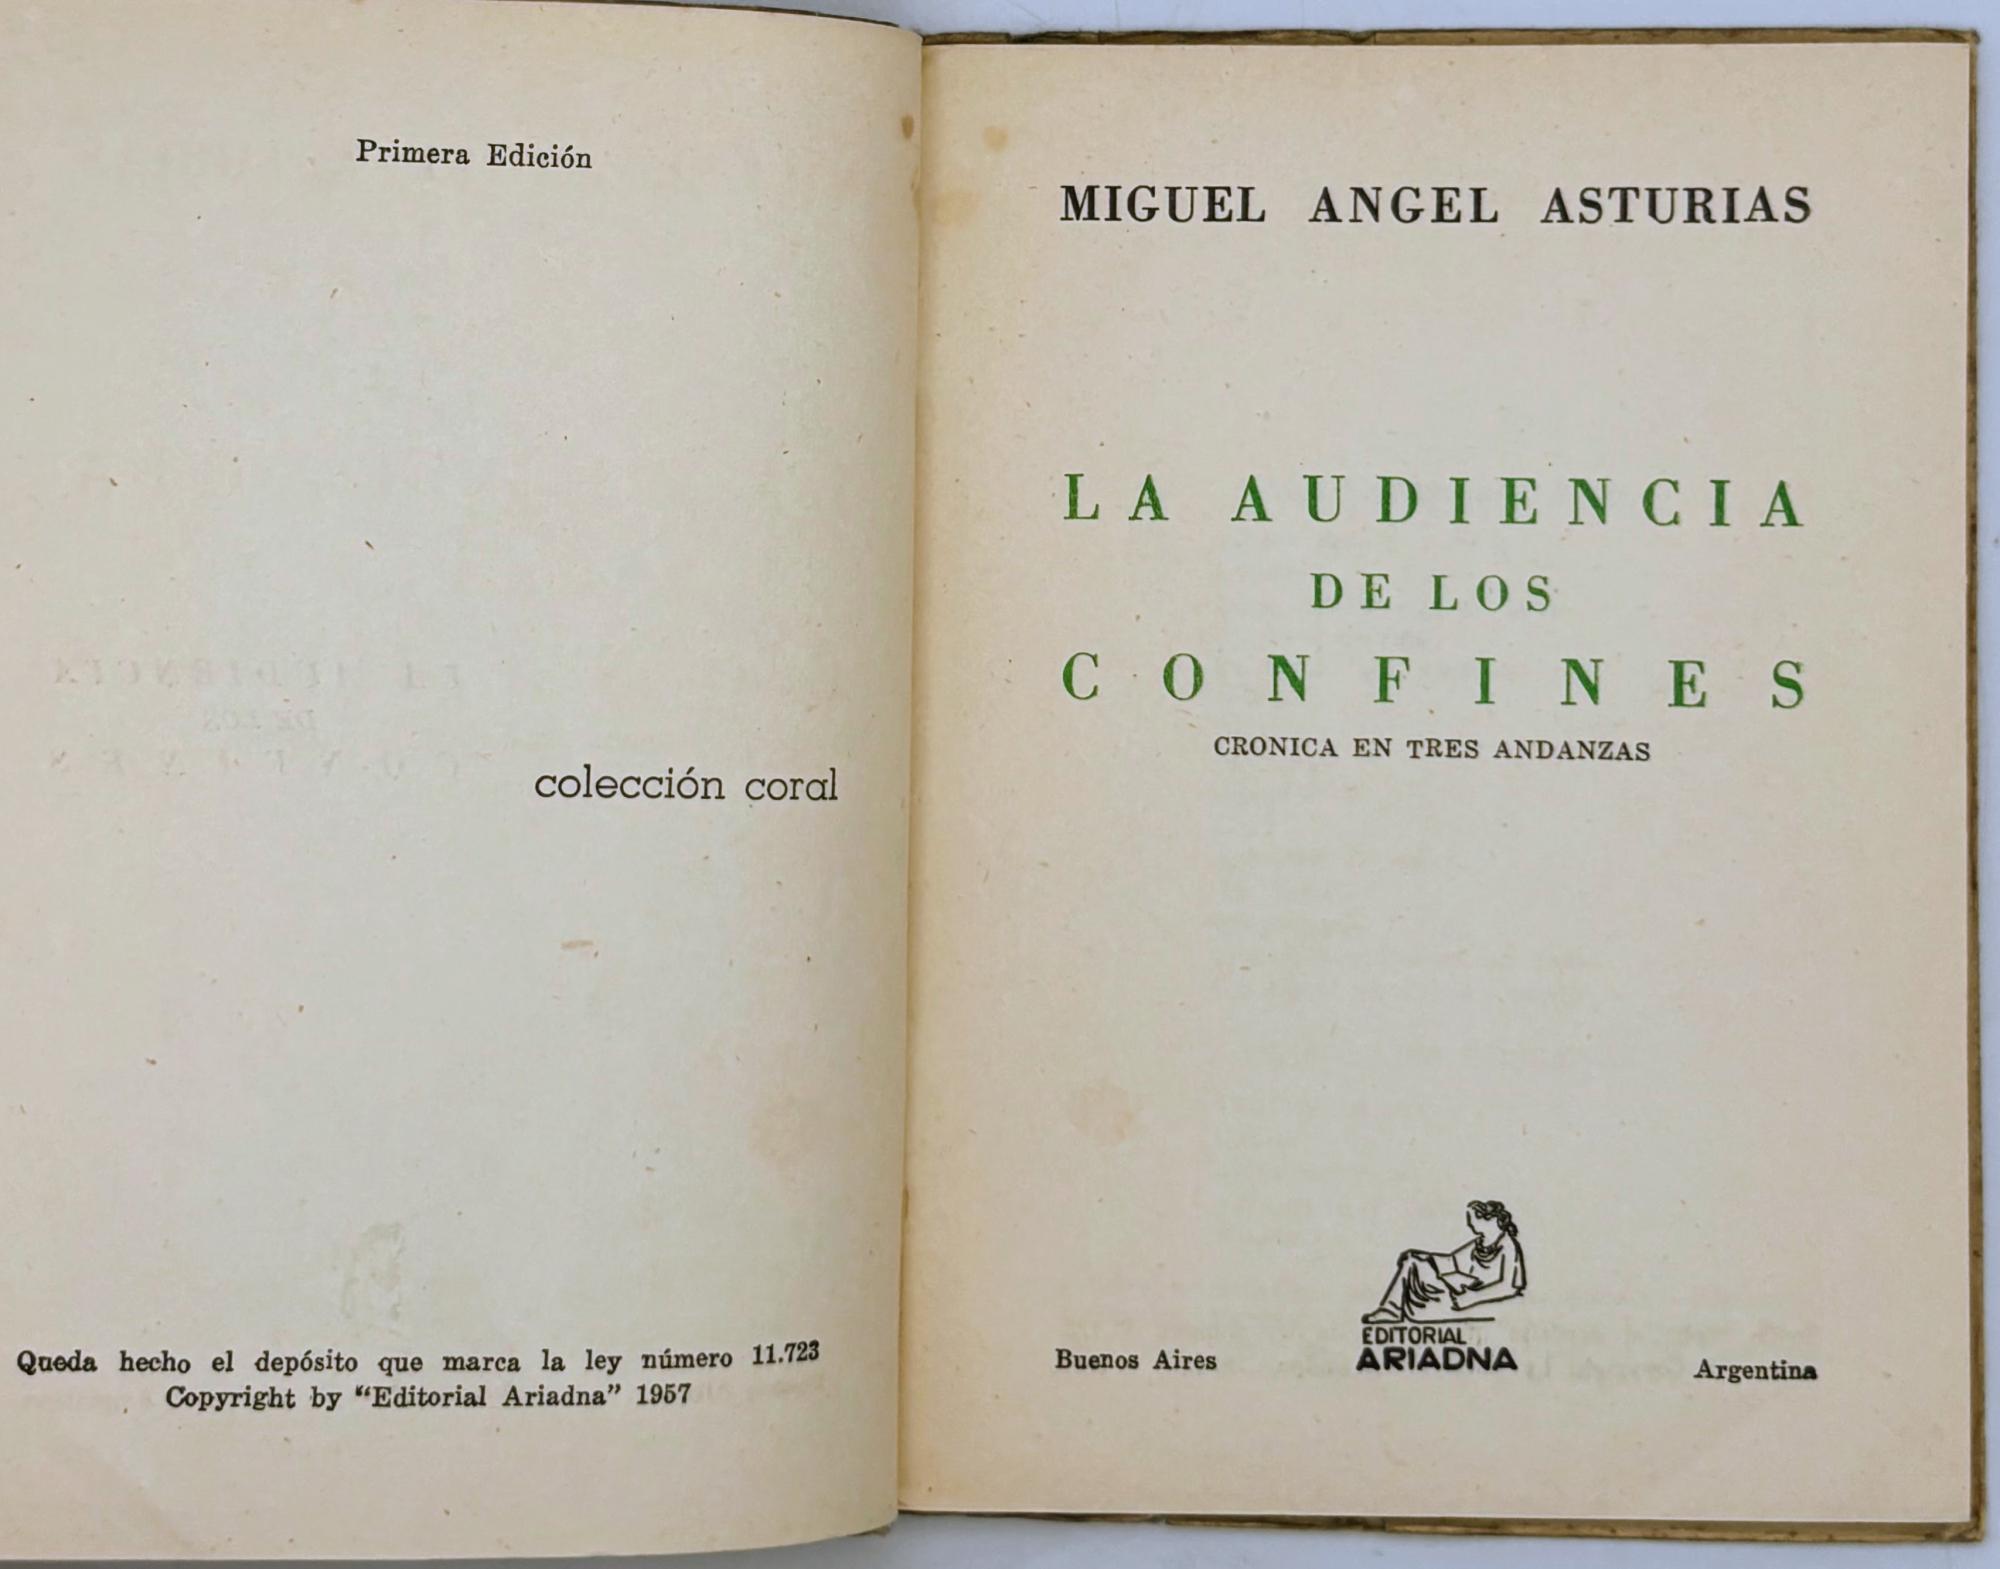 Primera Edición
colección coral
Queda hecho el depósito que marca la ley número 11.723
Copyright by “Editorial Ariadna” 1957
MIGUEL ANGEL ASTURIAS
LA AUDIENCIA
DE LOS
CONFINES
CRONICA EN TRES ANDANZAS
EDITORIAL
ARIADNA
Buenos Aires
Argentina